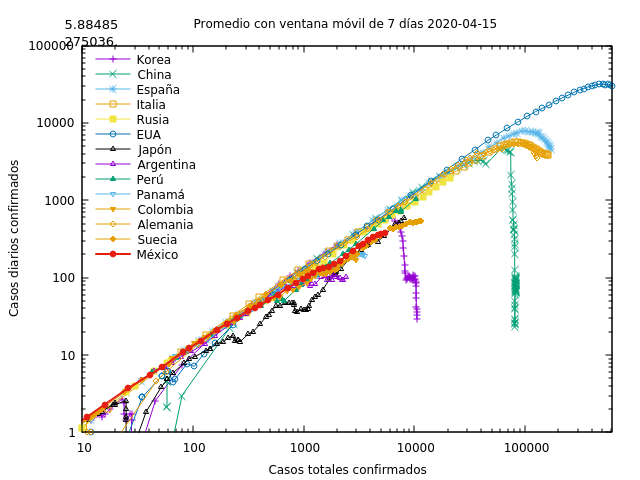 5.88485
275036
Promedio con ventana móvil de 7 días 2020-04-15
100000
10000
1000
100
10
1
Casos diarios confirmados
Korea
China
España
Italia
Rusia
EUA
Japón
Argentina
Perú
Panamá
Colombia
Alemania
Suecia
México
10
100
1000
10000
100000
Casos totales confirmados